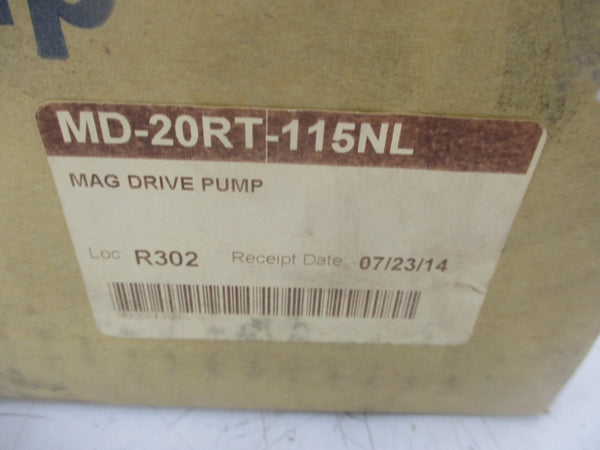 MD-20RT-115NL
MAG DRIVE PUMP
Loc: R302 Receipt Date: 07/23/14